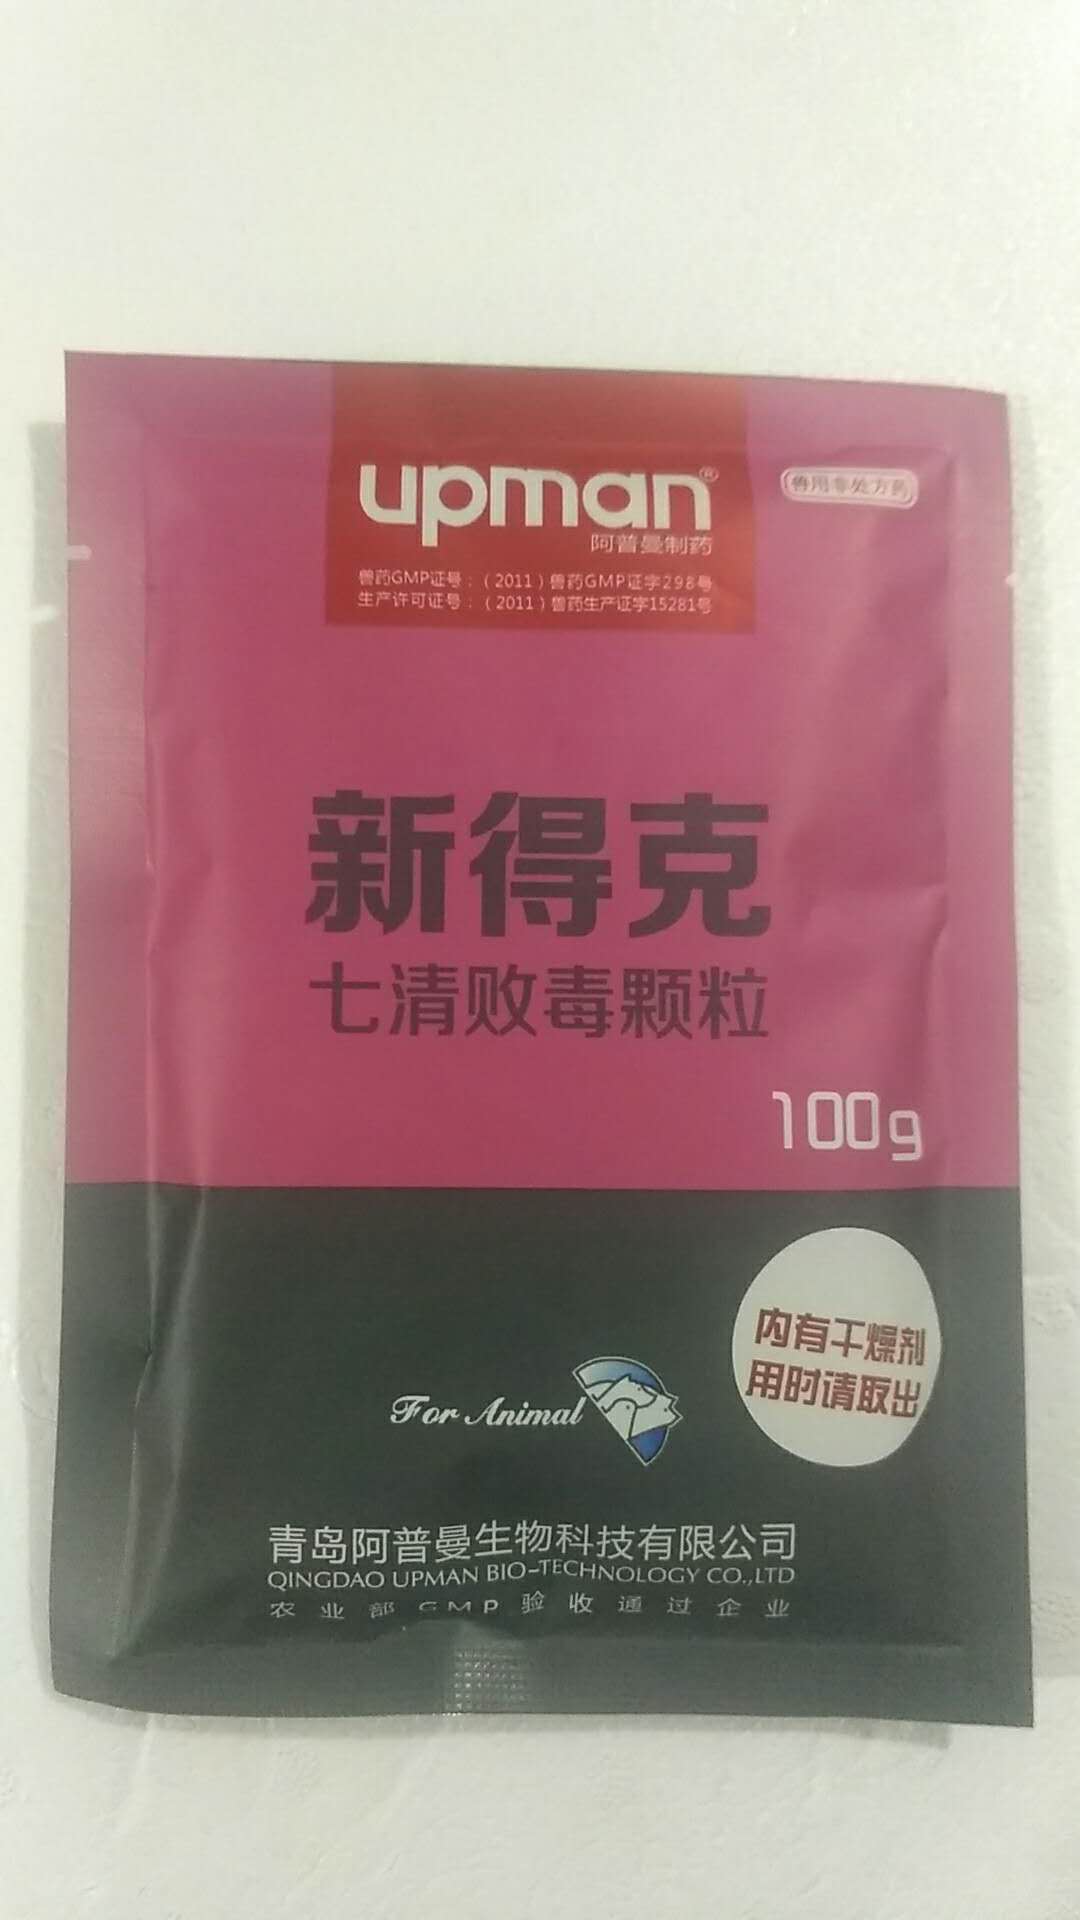 upman®
兽用非处方药
阿普曼制药
兽药GMP证号：（2011）兽药GMP证字298号
生产许可证号：（2011）兽药生产证字15281号
新得克
七清败毒颗粒
100g
内有干燥剂
用时请取出
For Animal
青岛阿普曼生物科技有限公司
QINGDAO UPMAN BIO-TECHNOLOGY CO.,LTD
农业部GMP验收通过企业